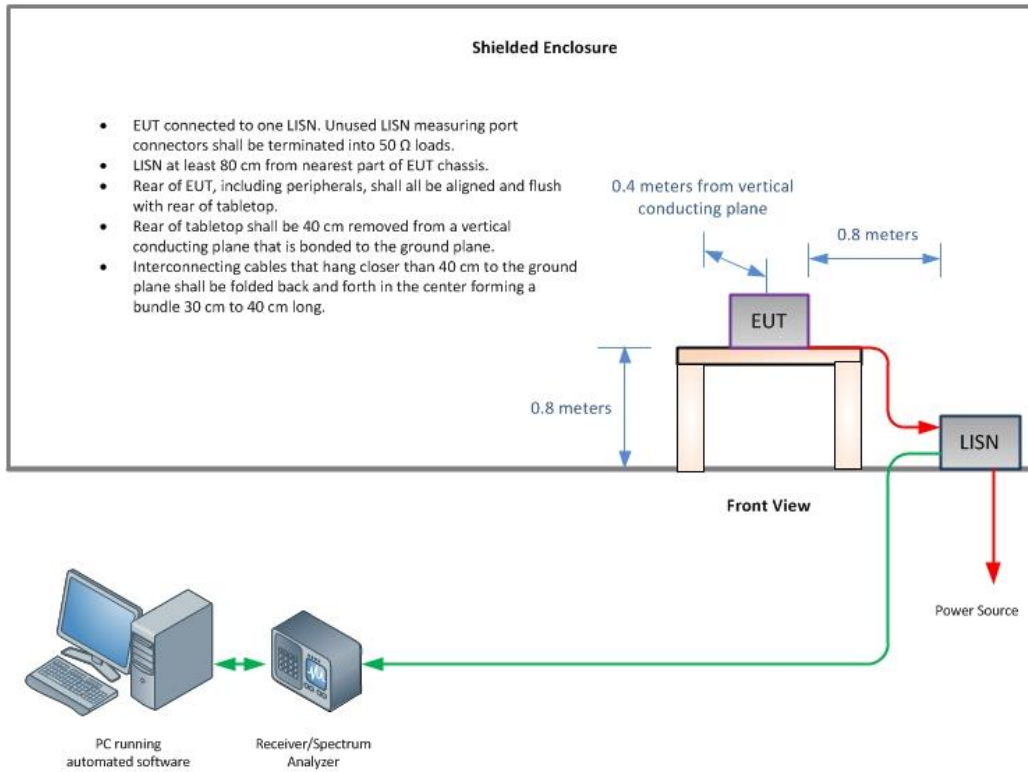 Shielded Enclosure
• EUT connected to one LISN. Unused LISN measuring port
connectors shall be terminated into 50 Ω loads.
• LISN at least 80 cm from nearest part of EUT chassis.
• Rear of EUT, including peripherals, shall all be aligned and flush
with rear of tabletop.
• Rear of tabletop shall be 40 cm removed from a vertical
conducting plane that is bonded to the ground plane.
• Interconnecting cables that hang closer than 40 cm to the ground
plane shall be folded back and forth in the center forming a
bundle 30 cm to 40 cm long.
0.4 meters from vertical
conducting plane
0.8 meters
EUT
0.8 meters
LISN
Front View
Power Source
PC running
automated software
Receiver/Spectrum
Analyzer